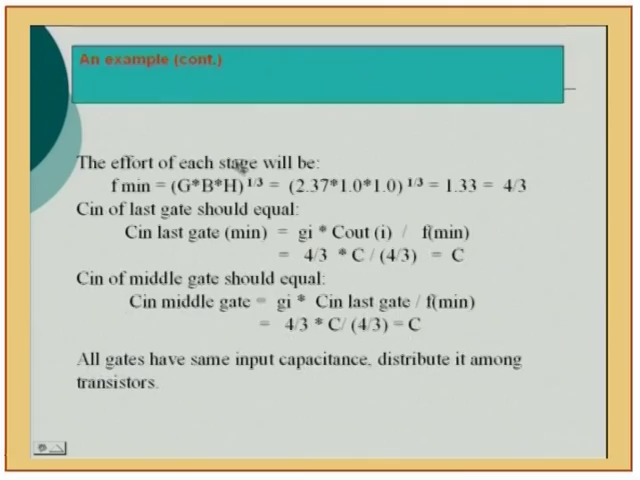 An example (cont.)
The effort of each stage will be:
f min = (G*B*H) 1/3 = (2.37*1.0*1.0) 1/3 = 1.33 = 4/3
Cin of last gate should equal:
Cin last gate (min) = gi * Cout (i) / f(min)
= 4/3 * C / (4/3) = C
Cin of middle gate should equal:
Cin middle gate = gi * Cin last gate / f(min)
= 4/3 * C/ (4/3) = C
All gates have same input capacitance, distribute it among
transistors.